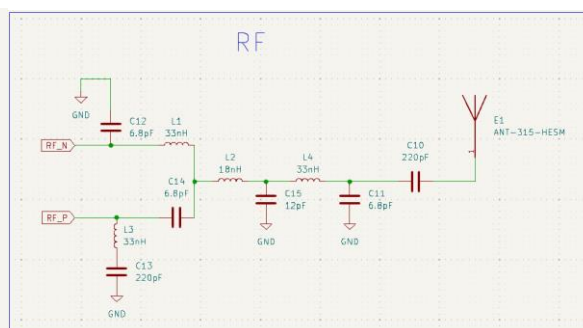 RF
GND
C12
6.8pF
L1
33nH
RF_N
C14
6.8pF
L2
18nH
L4
33nH
C10
220pF
E1
ANT-315-HESM
1
RF_P
L3
33nH
C15
12pF
C11
6.8pF
GND
GND
C13
220pF
GND